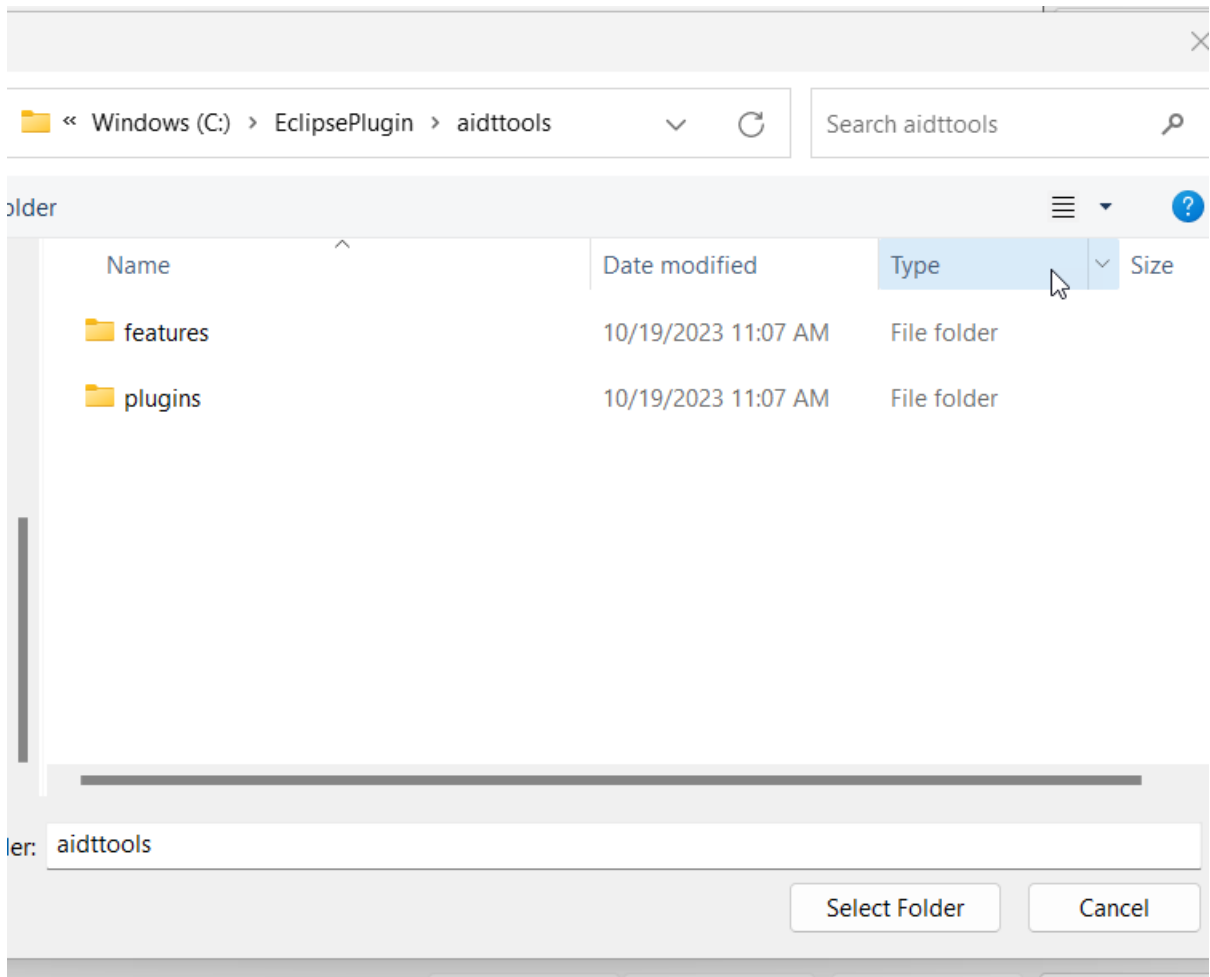 « Windows (C:) > EclipsePlugin > aidttools Search aidttools
older ?
Name Date modified Type Size
features 10/19/2023 11:07 AM File folder
plugins 10/19/2023 11:07 AM File folder
ler: aidttools
Select Folder Cancel